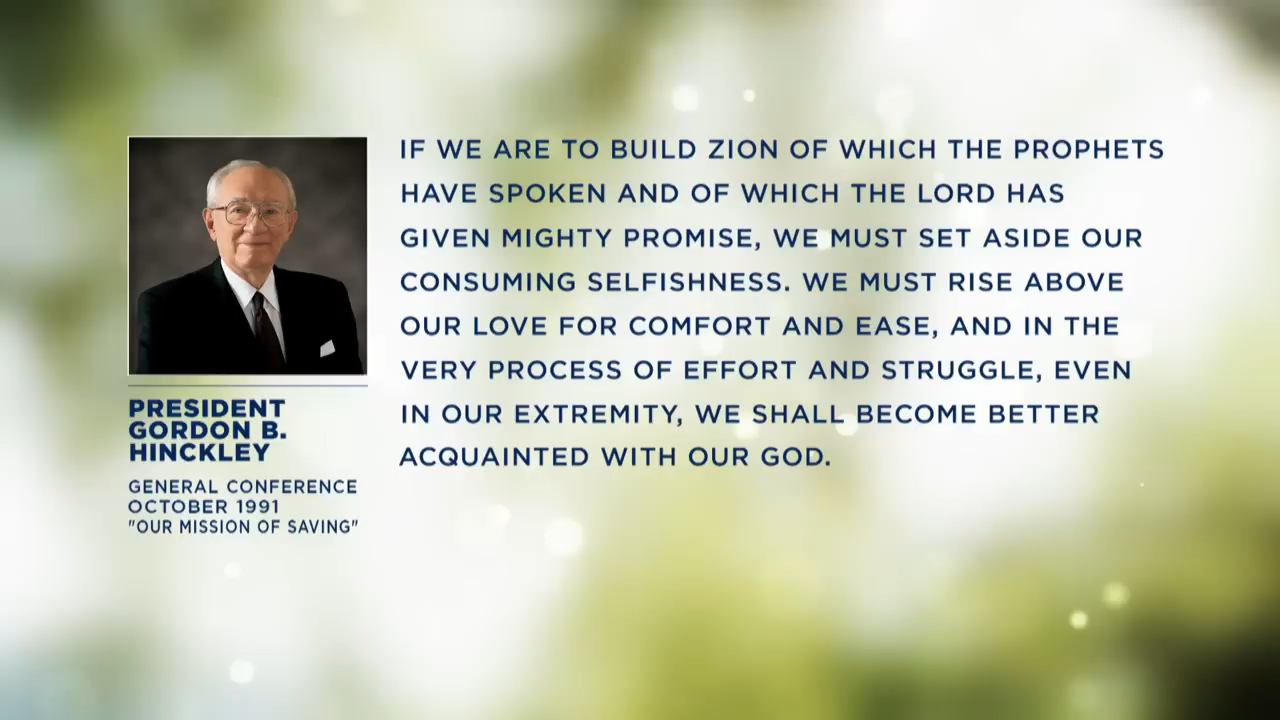 IF WE ARE TO BUILD ZION OF WHICH THE PROPHETS
HAVE SPOKEN AND OF WHICH THE LORD HAS
GIVEN MIGHTY PROMISE, WE MUST SET ASIDE OUR
CONSUMING SELFISHNESS. WE MUST RISE ABOVE
OUR LOVE FOR COMFORT AND EASE, AND IN THE
VERY PROCESS OF EFFORT AND STRUGGLE, EVEN
IN OUR EXTREMITY, WE SHALL BECOME BETTER
ACQUAINTED WITH OUR GOD.
PRESIDENT
GORDON B.
HINCKLEY
GENERAL CONFERENCE
OCTOBER 1991
"OUR MISSION OF SAVING"